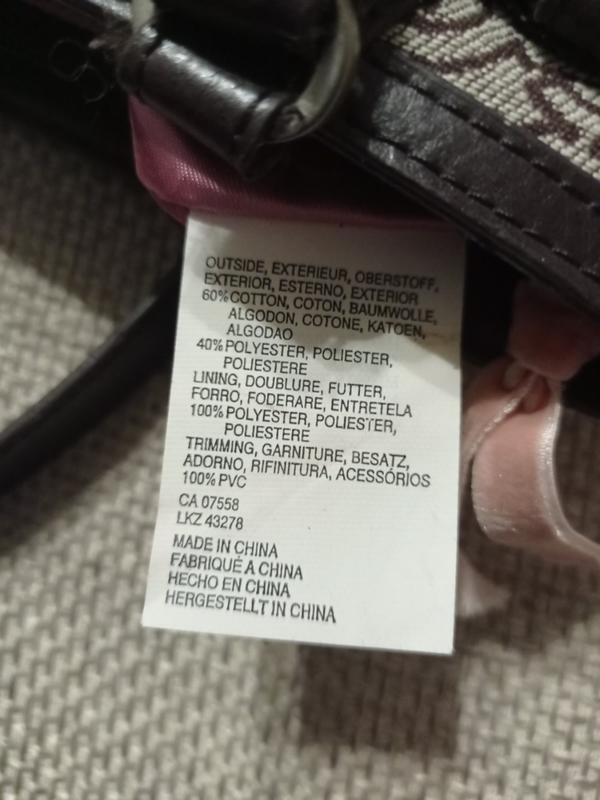 OUTSIDE, EXTERIEUR, OBERSTOFF,
EXTERIOR, ESTERNO, EXTERIOR
60% COTTON, COTON, BAUMWOLLE,
ALGODON, COTONE, KATOEN,
ALGODAO
40% POLYESTER, POLIESTER,
POLIESTERE
LINING, DOUBLURE, FUTTER,
FORRO, FODERARE, ENTRETELA
100% POLYESTER, POLIESTER,
POLIESTERE
TRIMMING, GARNITURE, BESATZ,
ADORNO, RIFINITURA, ACESSÓRIOS
100% PVC
CA 07558
LKZ 43278
MADE IN CHINA
FABRIQUÉ A CHINA
HECHO EN CHINA
HERGESTELLT IN CHINA